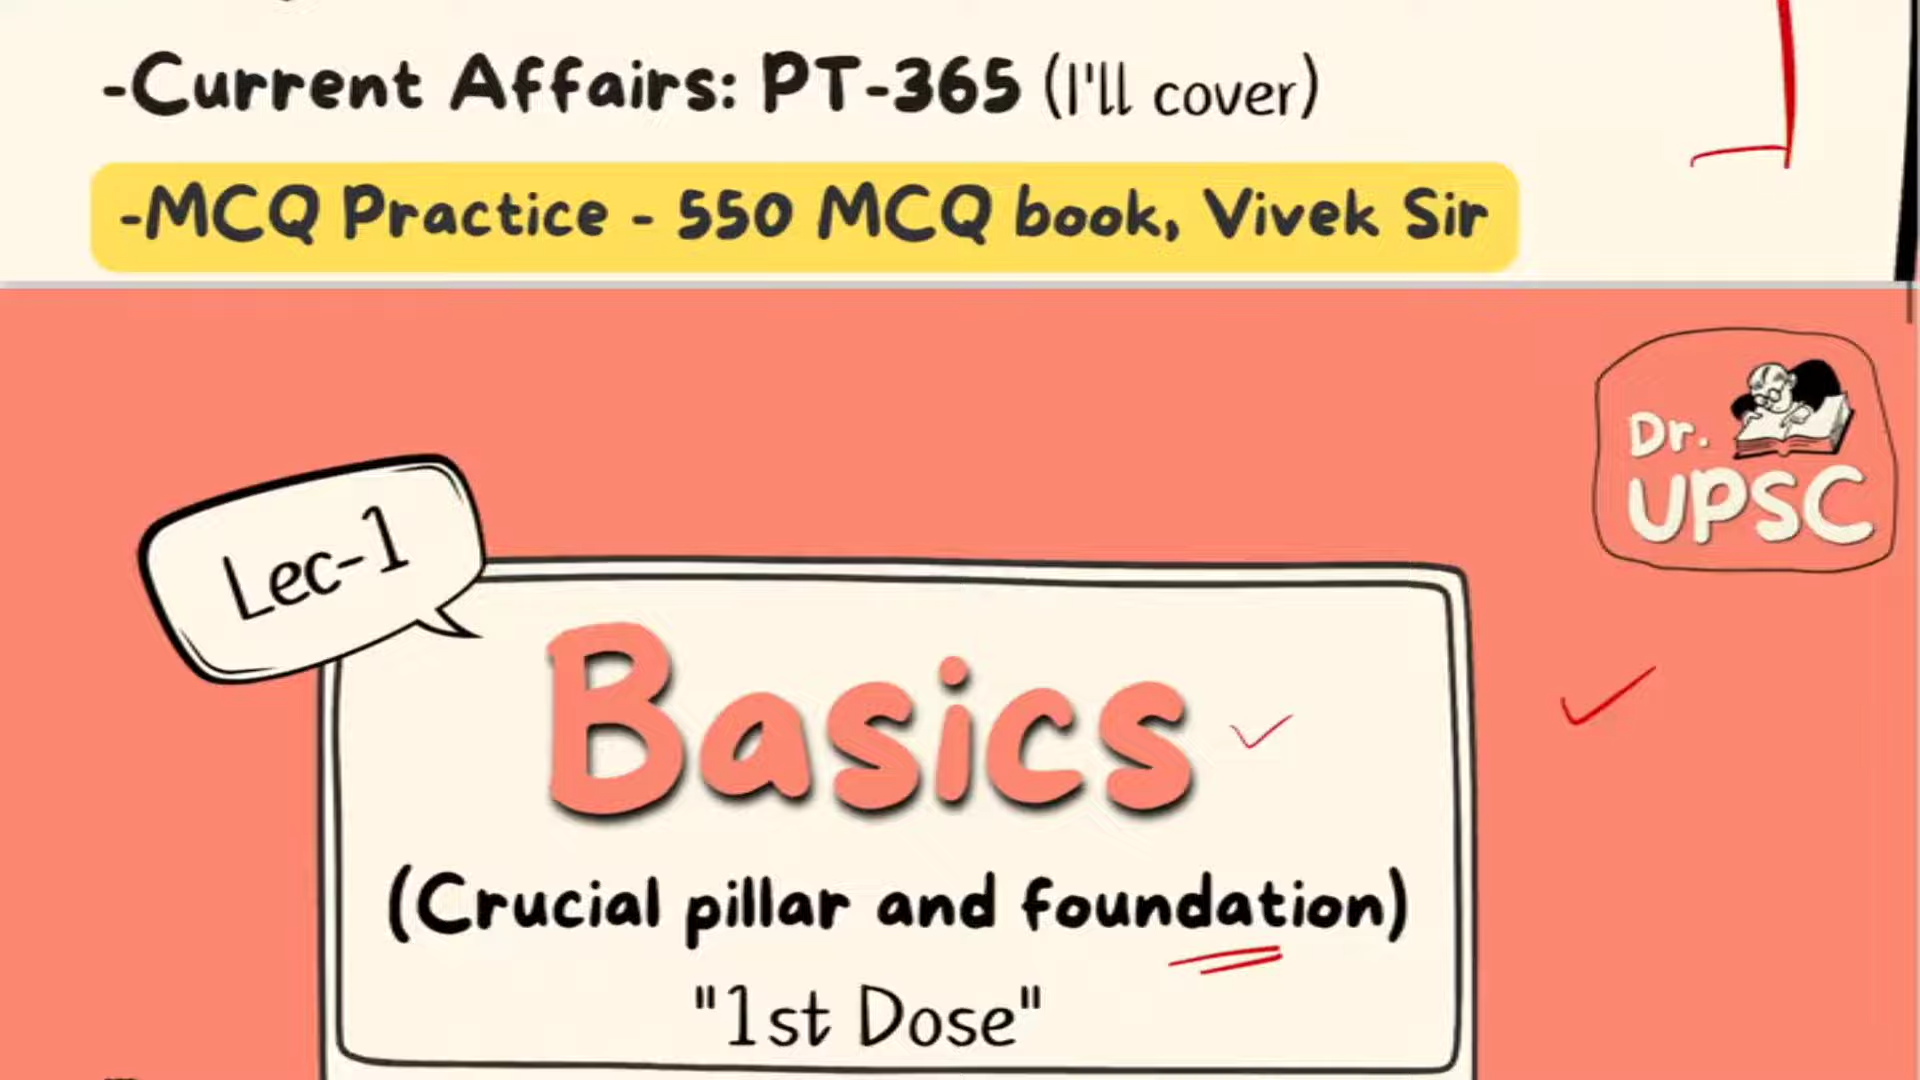 -Current Affairs: PT-365 (I'll cover)
-MCQ Practice - 550 MCQ book, Vivek Sir
Dr.
UPSC
Lec-1
Basics
(Crucial pillar and foundation)
"1st Dose"